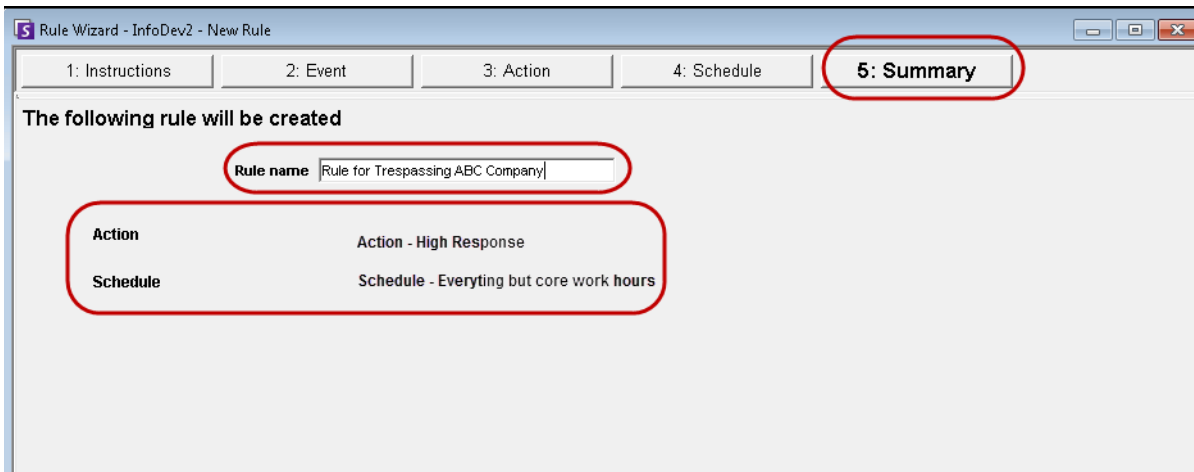 Rule Wizard - InfoDev2 - New Rule
1: Instructions
2: Event
3: Action
4: Schedule
5: Summary
The following rule will be created
Rule name Rule for Trespassing ABC Company
Action Action - High Response
Schedule Schedule - Everyting but core work hours